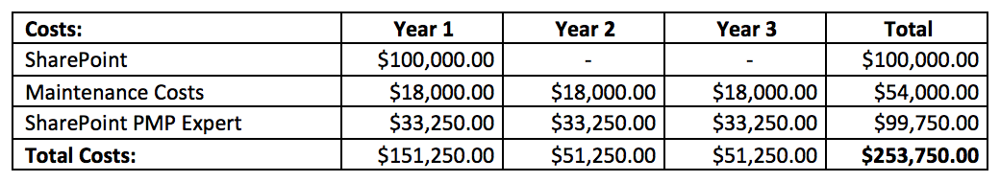 Costs: Year 1 Year 2 Year 3 Total
SharePoint $100,000.00 - - $100,000.00
Maintenance Costs $18,000.00 $18,000.00 $18,000.00 $54,000.00
SharePoint PMP Expert $33,250.00 $33,250.00 $33,250.00 $99,750.00
Total Costs: $151,250.00 $51,250.00 $51,250.00 $253,750.00